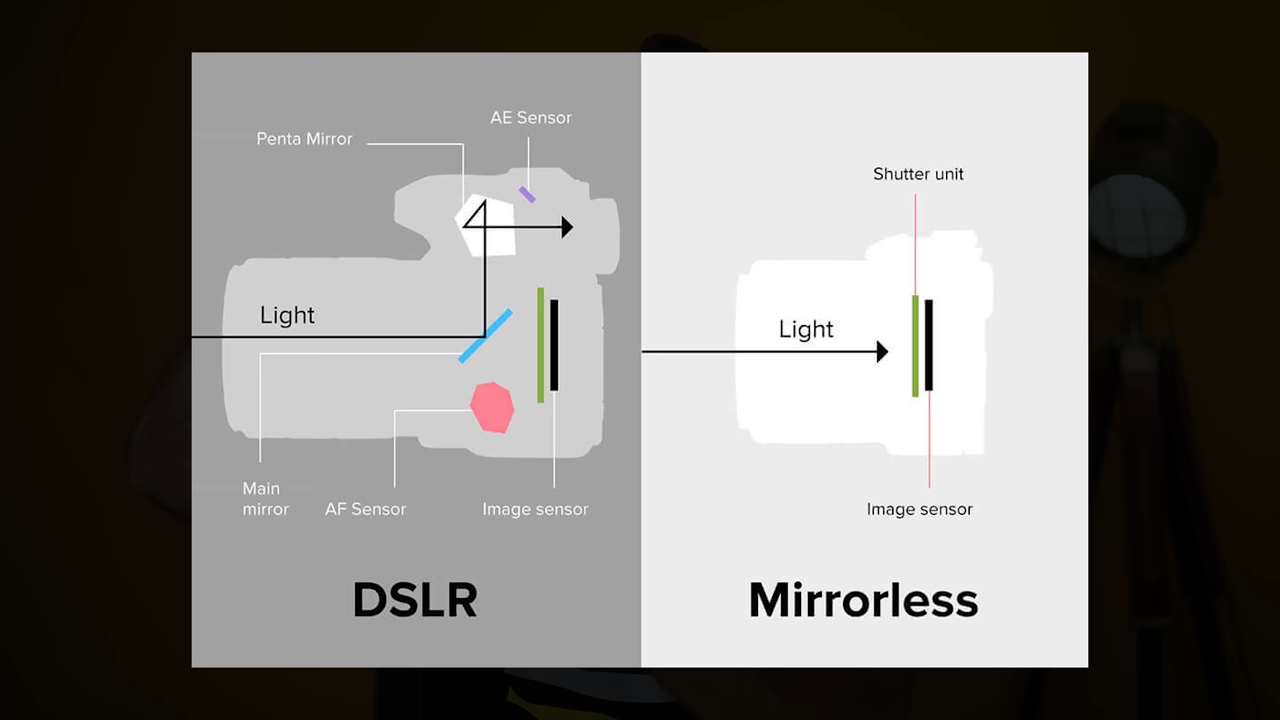 AE Sensor
Penta Mirror
Light
Main
mirror
AF Sensor
Image sensor
DSLR
Shutter unit
Light
Image sensor
Mirrorless